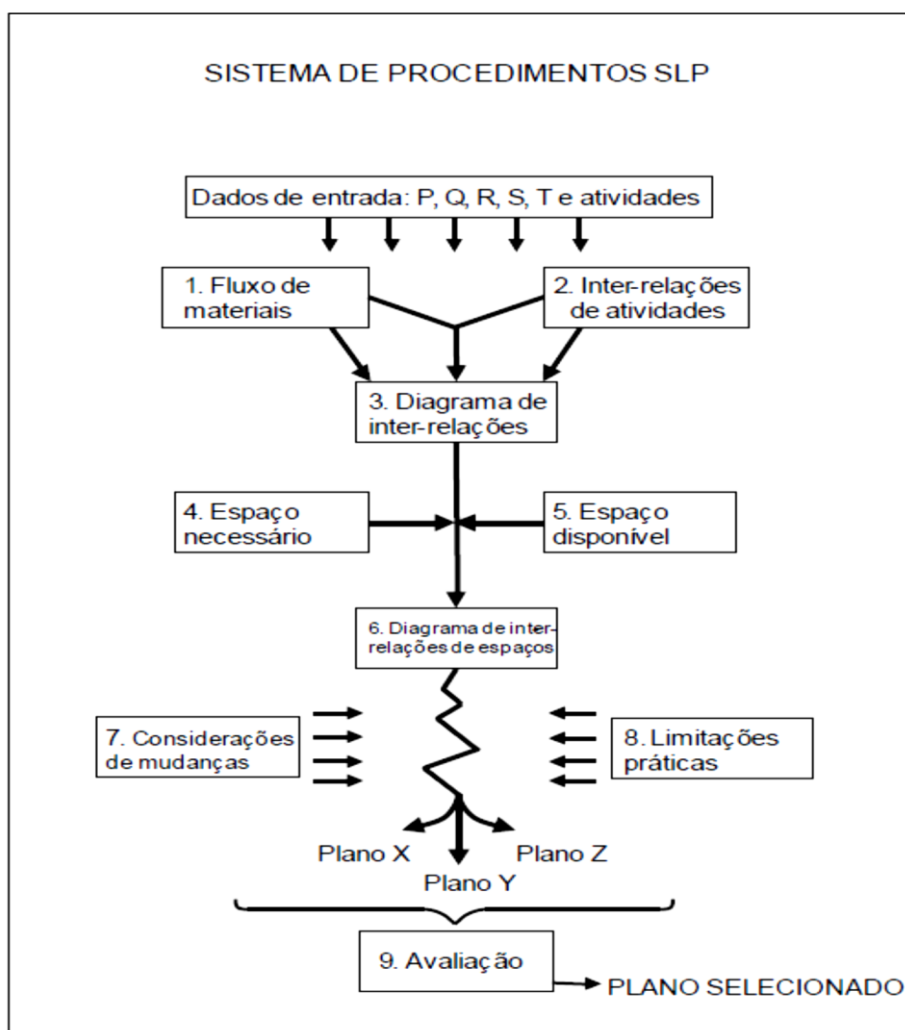 SISTEMA DE PROCEDIMENTOS SLP
Dados de entrada: P, Q, R, S, T e atividades
1. Fluxo de
materiais
2. Inter-relações
de atividades
3. Diagrama de
inter-relações
4. Espaço
necessário
5. Espaço
disponível
6. Diagrama de inter-
relações de espaços
7. Considerações
de mudanças
8. Limitações
práticas
Plano X
Plano Z
Plano Y
9. Avaliação
PLANO SELECIONADO